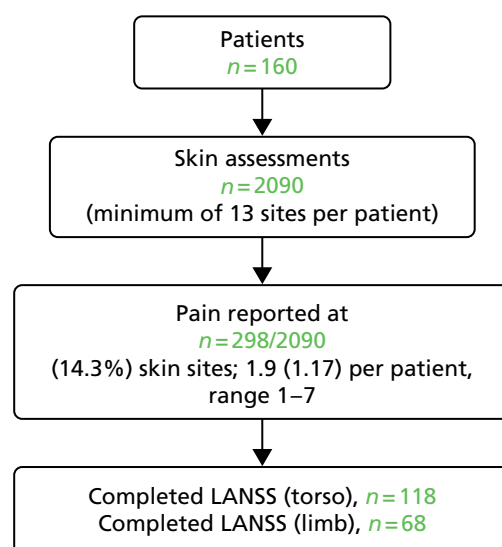 Patients
n=160
Skin assessments
n=2090
(minimum of 13 sites per patient)
Pain reported at
n=298/2090
(14.3%) skin sites; 1.9 (1.17) per patient,
range 1–7
Completed LANSS (torso), n=118
Completed LANSS (limb), n=68